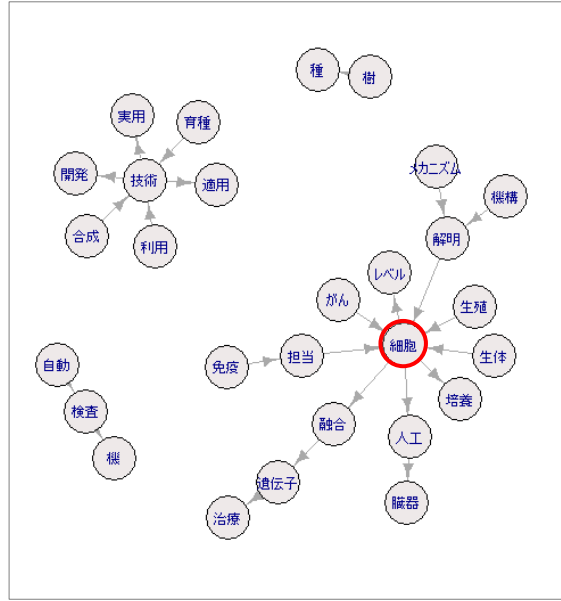 種
樹
実用
育種
開発
技術
適用
合成
利用
メカニズム
機構
解明
レベル
がん
生殖
細胞
生体
免疫
担当
培養
自動
検査
機
融合
人工
遺伝子
臓器
治療